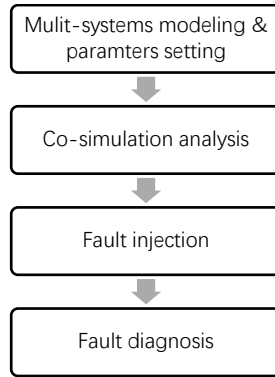 Mulit-systems modeling &
paramters setting
Co-simulation analysis
Fault injection
Fault diagnosis